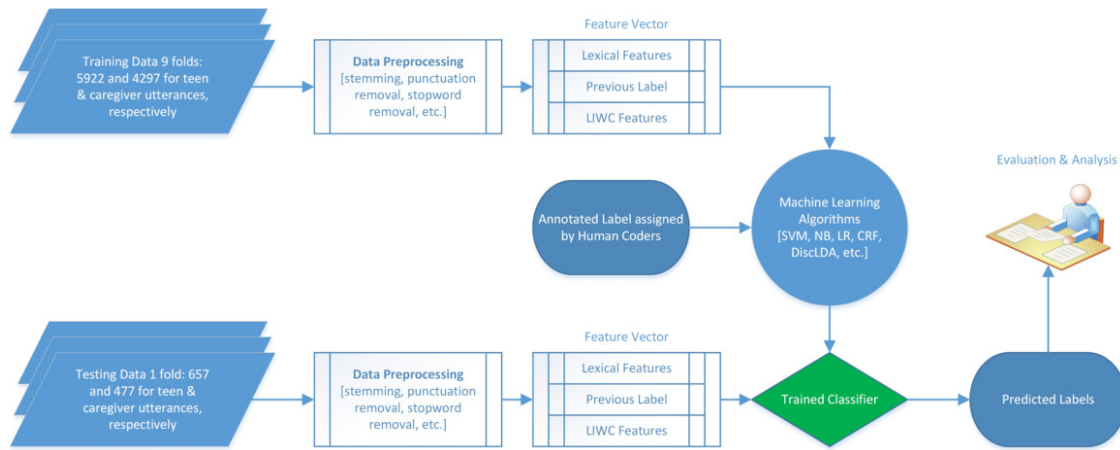 Training Data 9 folds:
5922 and 4297 for teen
& caregiver utterances,
respectively
Data Preprocessing
[stemming, punctuation
removal, stopword
removal, etc.]
Feature Vector
Lexical Features
Previous Label
LIWC Features
Annotated Label assigned
by Human Coders
Machine Learning
Algorithms
[SVM, NB, LR, CRF,
DiscLDA, etc.]
Evaluation & Analysis
Testing Data 1 fold: 657
and 477 for teen &
caregiver utterances,
respectively
Data Preprocessing
[stemming, punctuation
removal, stopword
removal, etc.]
Feature Vector
Lexical Features
Previous Label
LIWC Features
Trained Classifier
Predicted Labels